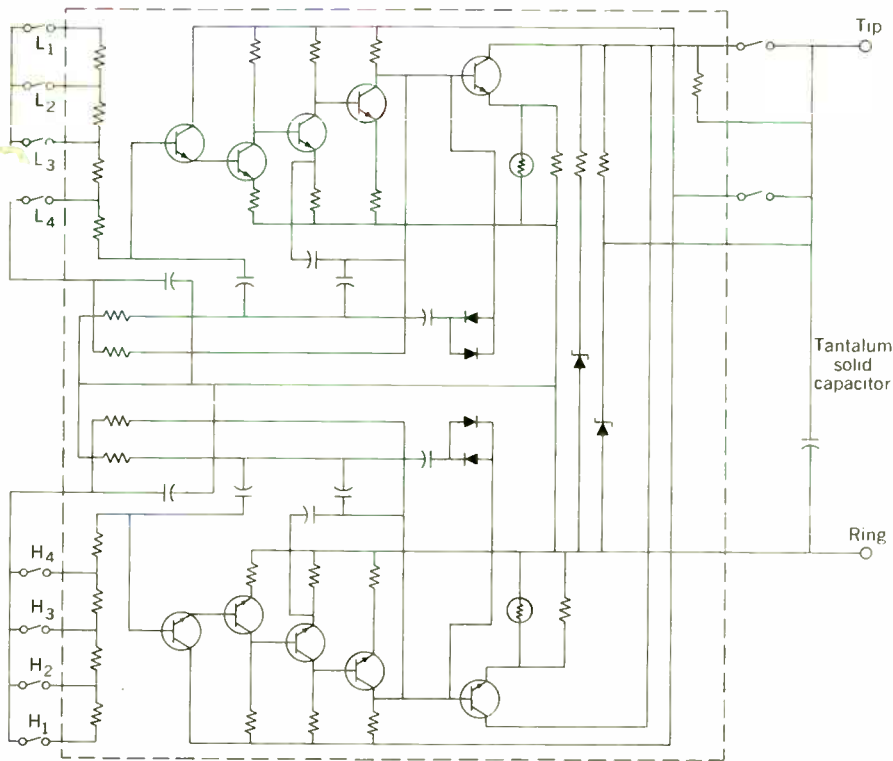 L1
L2
L3
L4
Tip
Tantalum
solid
capacitor
Ring
H4
H3
H2
H1